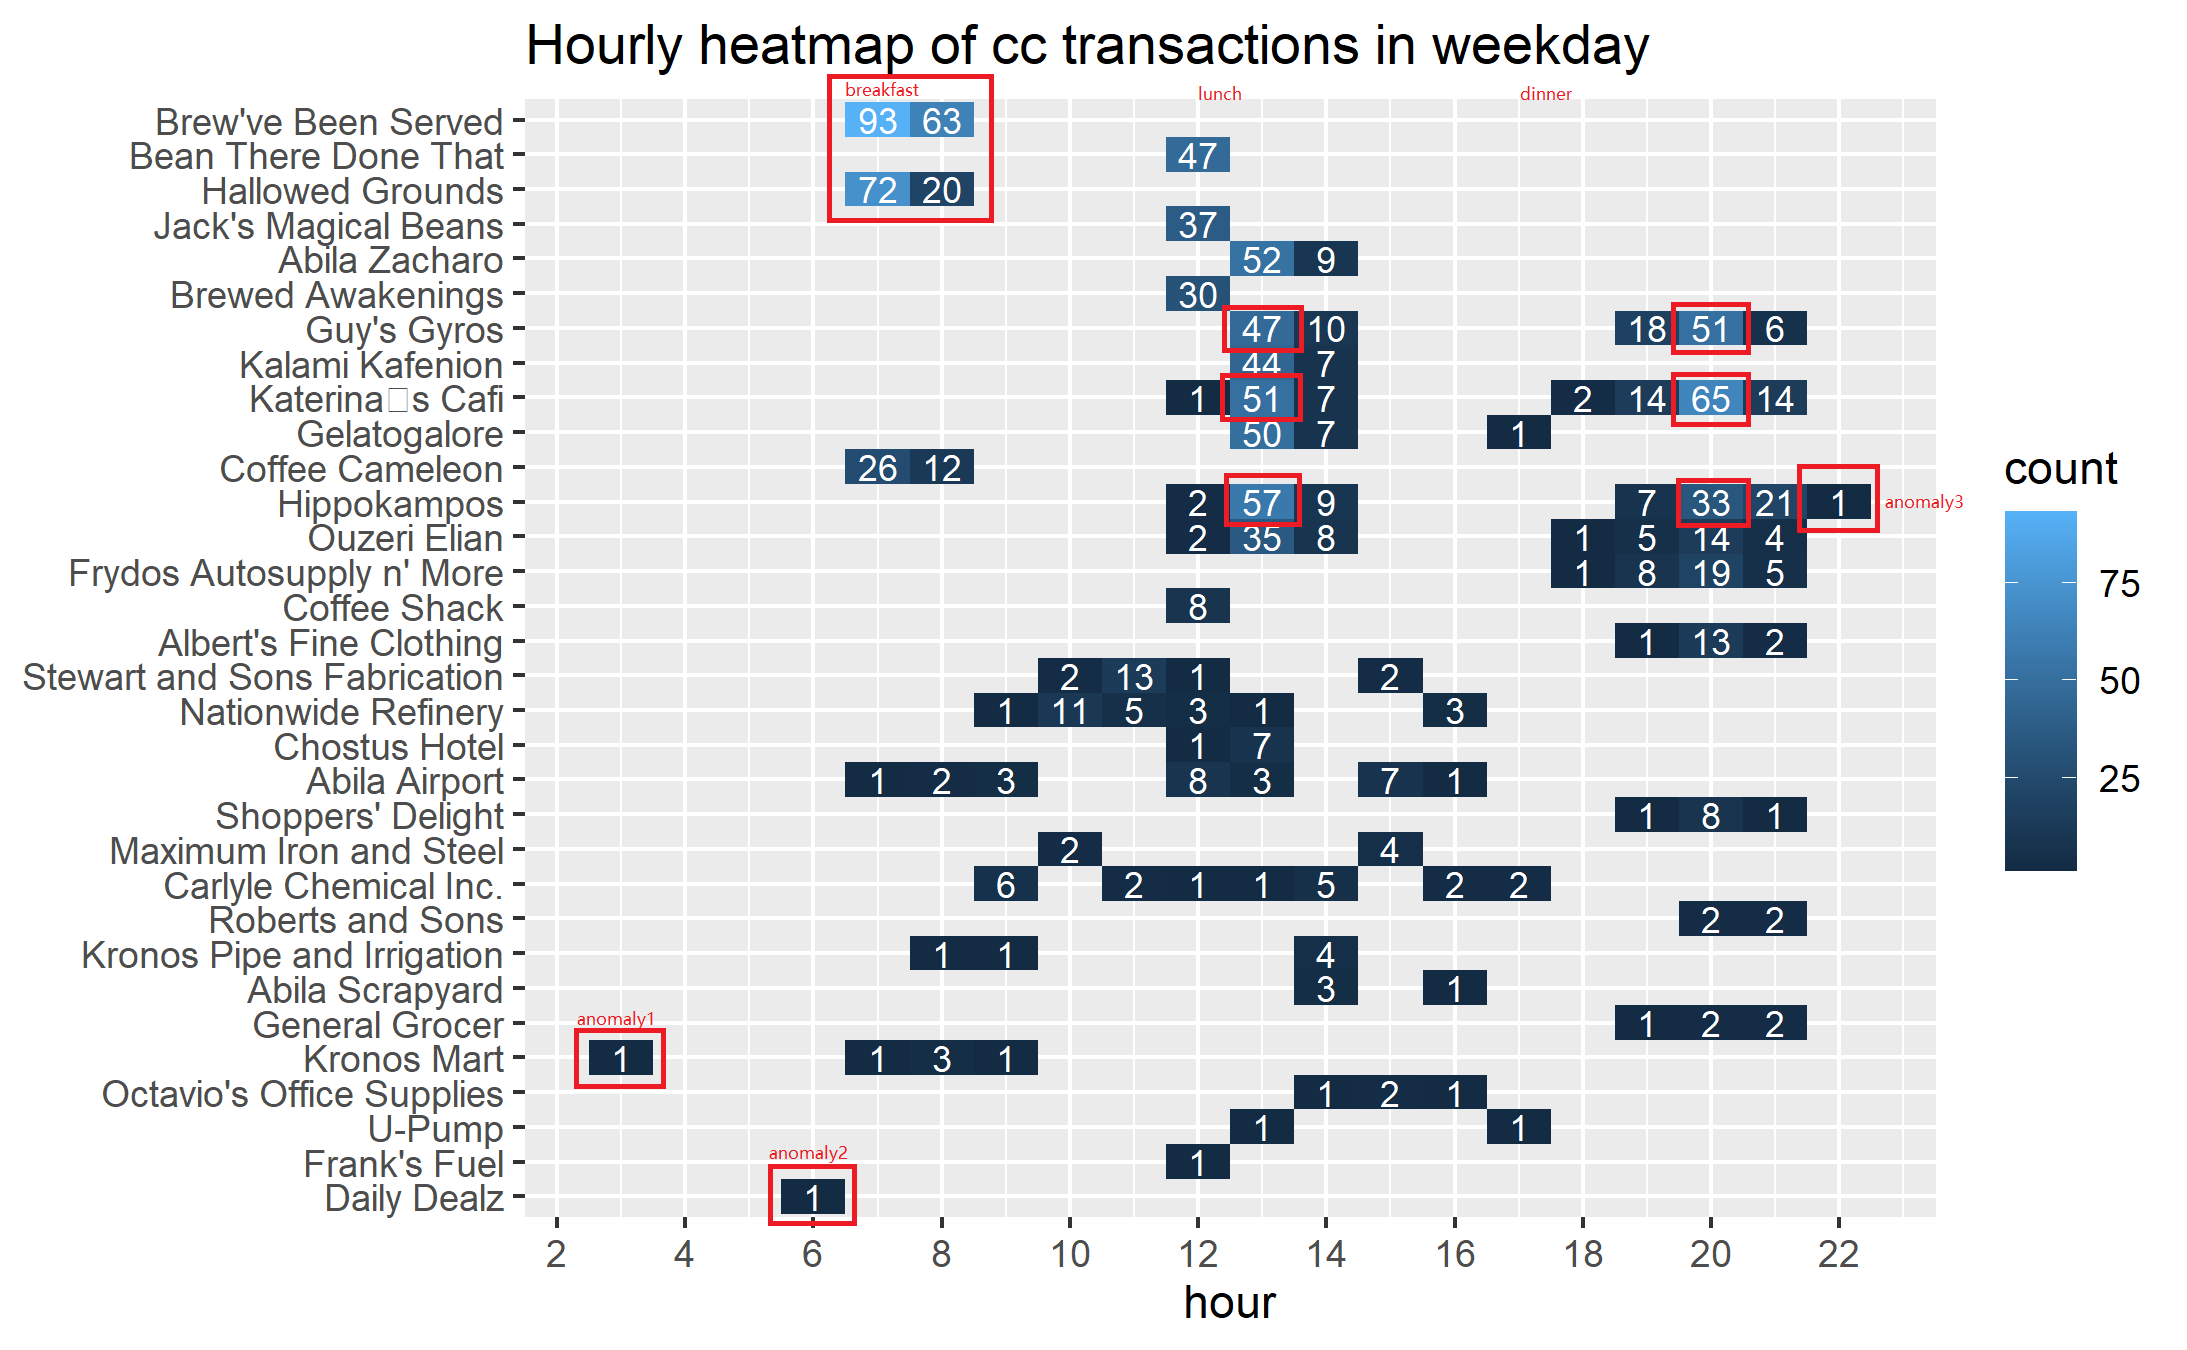 Hourly heatmap of cc transactions in weekday
breakfast lunch dinner
Brew've Been Served 93 63
Bean There Done That 47
Hallowed Grounds 72 20
Jack's Magical Beans 37
Abila Zacharo 52 9
Brewed Awakenings 30
Guy's Gyros 47 10 18 51 6
Kalami Kafenion 44 7
Katerina□s Cafi 1 51 7 2 14 65 14
Gelatogalore 50 7 1
Coffee Cameleon 26 12
count
Hippokampos 2 57 9 7 33 21 1 anomaly3
Ouzeri Elian 2 35 8 1 5 14 4
Frydos Autosupply n' More 1 8 19 5
75
Coffee Shack 8
Albert's Fine Clothing 1 13 2
Stewart and Sons Fabrication 2 13 1 2
50
Nationwide Refinery 1 11 5 3 1 3
Chostus Hotel 1 7
Abila Airport 1 2 3 8 3 7 1
25
Shoppers' Delight 1 8 1
Maximum Iron and Steel 2 4
Carlyle Chemical Inc. 6 2 1 1 5 2 2
Roberts and Sons 2 2
Kronos Pipe and Irrigation 1 1 4
Abila Scrapyard 3 1
anomaly1
General Grocer 1 2 2
Kronos Mart 1 1 3 1
Octavio's Office Supplies 1 2 1
U-Pump 1 1
anomaly2
Frank's Fuel 1
Daily Dealz 1
2 4 6 8 10 12 14 16 18 20 22
hour